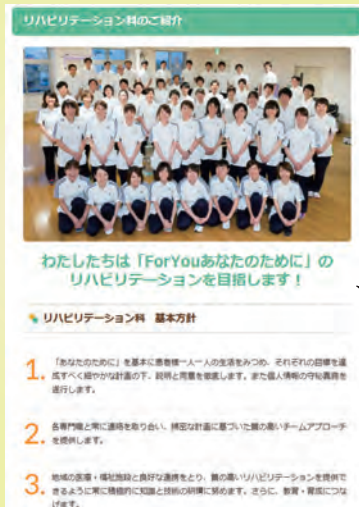 リハビリテーション科のご紹介
わたしたちは「ForYouあなたのために」の
リハビリテーションを目指します！
リハビリテーション科 基本方針
1. 「あなたのために」を基本に患者様一人一人の生活をみつめ、それぞれの目標を達
成すべく細やかな計画の下、説明と同意を徹底します。また個人情報の守秘義務を
遂行します。
2. 各専門職と常に連絡を取り合い、綿密な計画に基づいた質の高いチームアプローチ
を提供します。
3. 地域の医療・福祉施設と良好な連携をとり、質の高いリハビリテーションを提供で
きるように常に積極的に知識と技術の研鑽に努めます。さらに、教育・育成につな
げます。